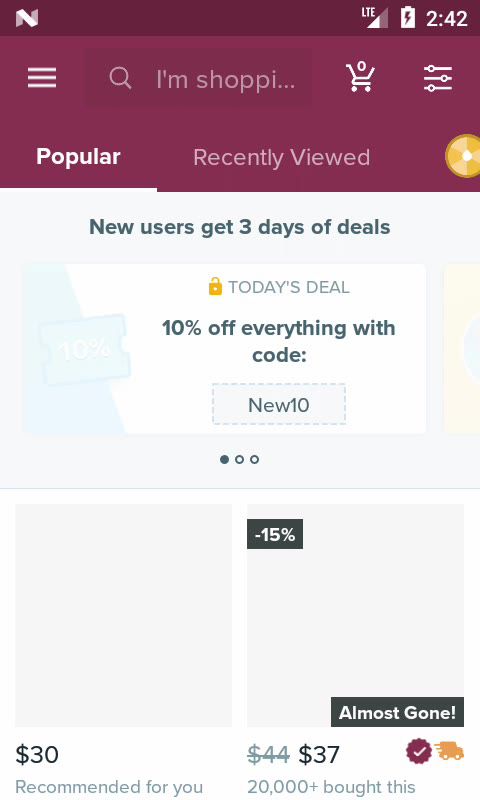 LTE
2:42
I'm shoppi...
0
Popular
Recently Viewed
New users get 3 days of deals
TODAY'S DEAL
10%
10% off everything with
code:
New10
-15%
Almost Gone!
$30
$44 $37
Recommended for you
20,000+ bought this